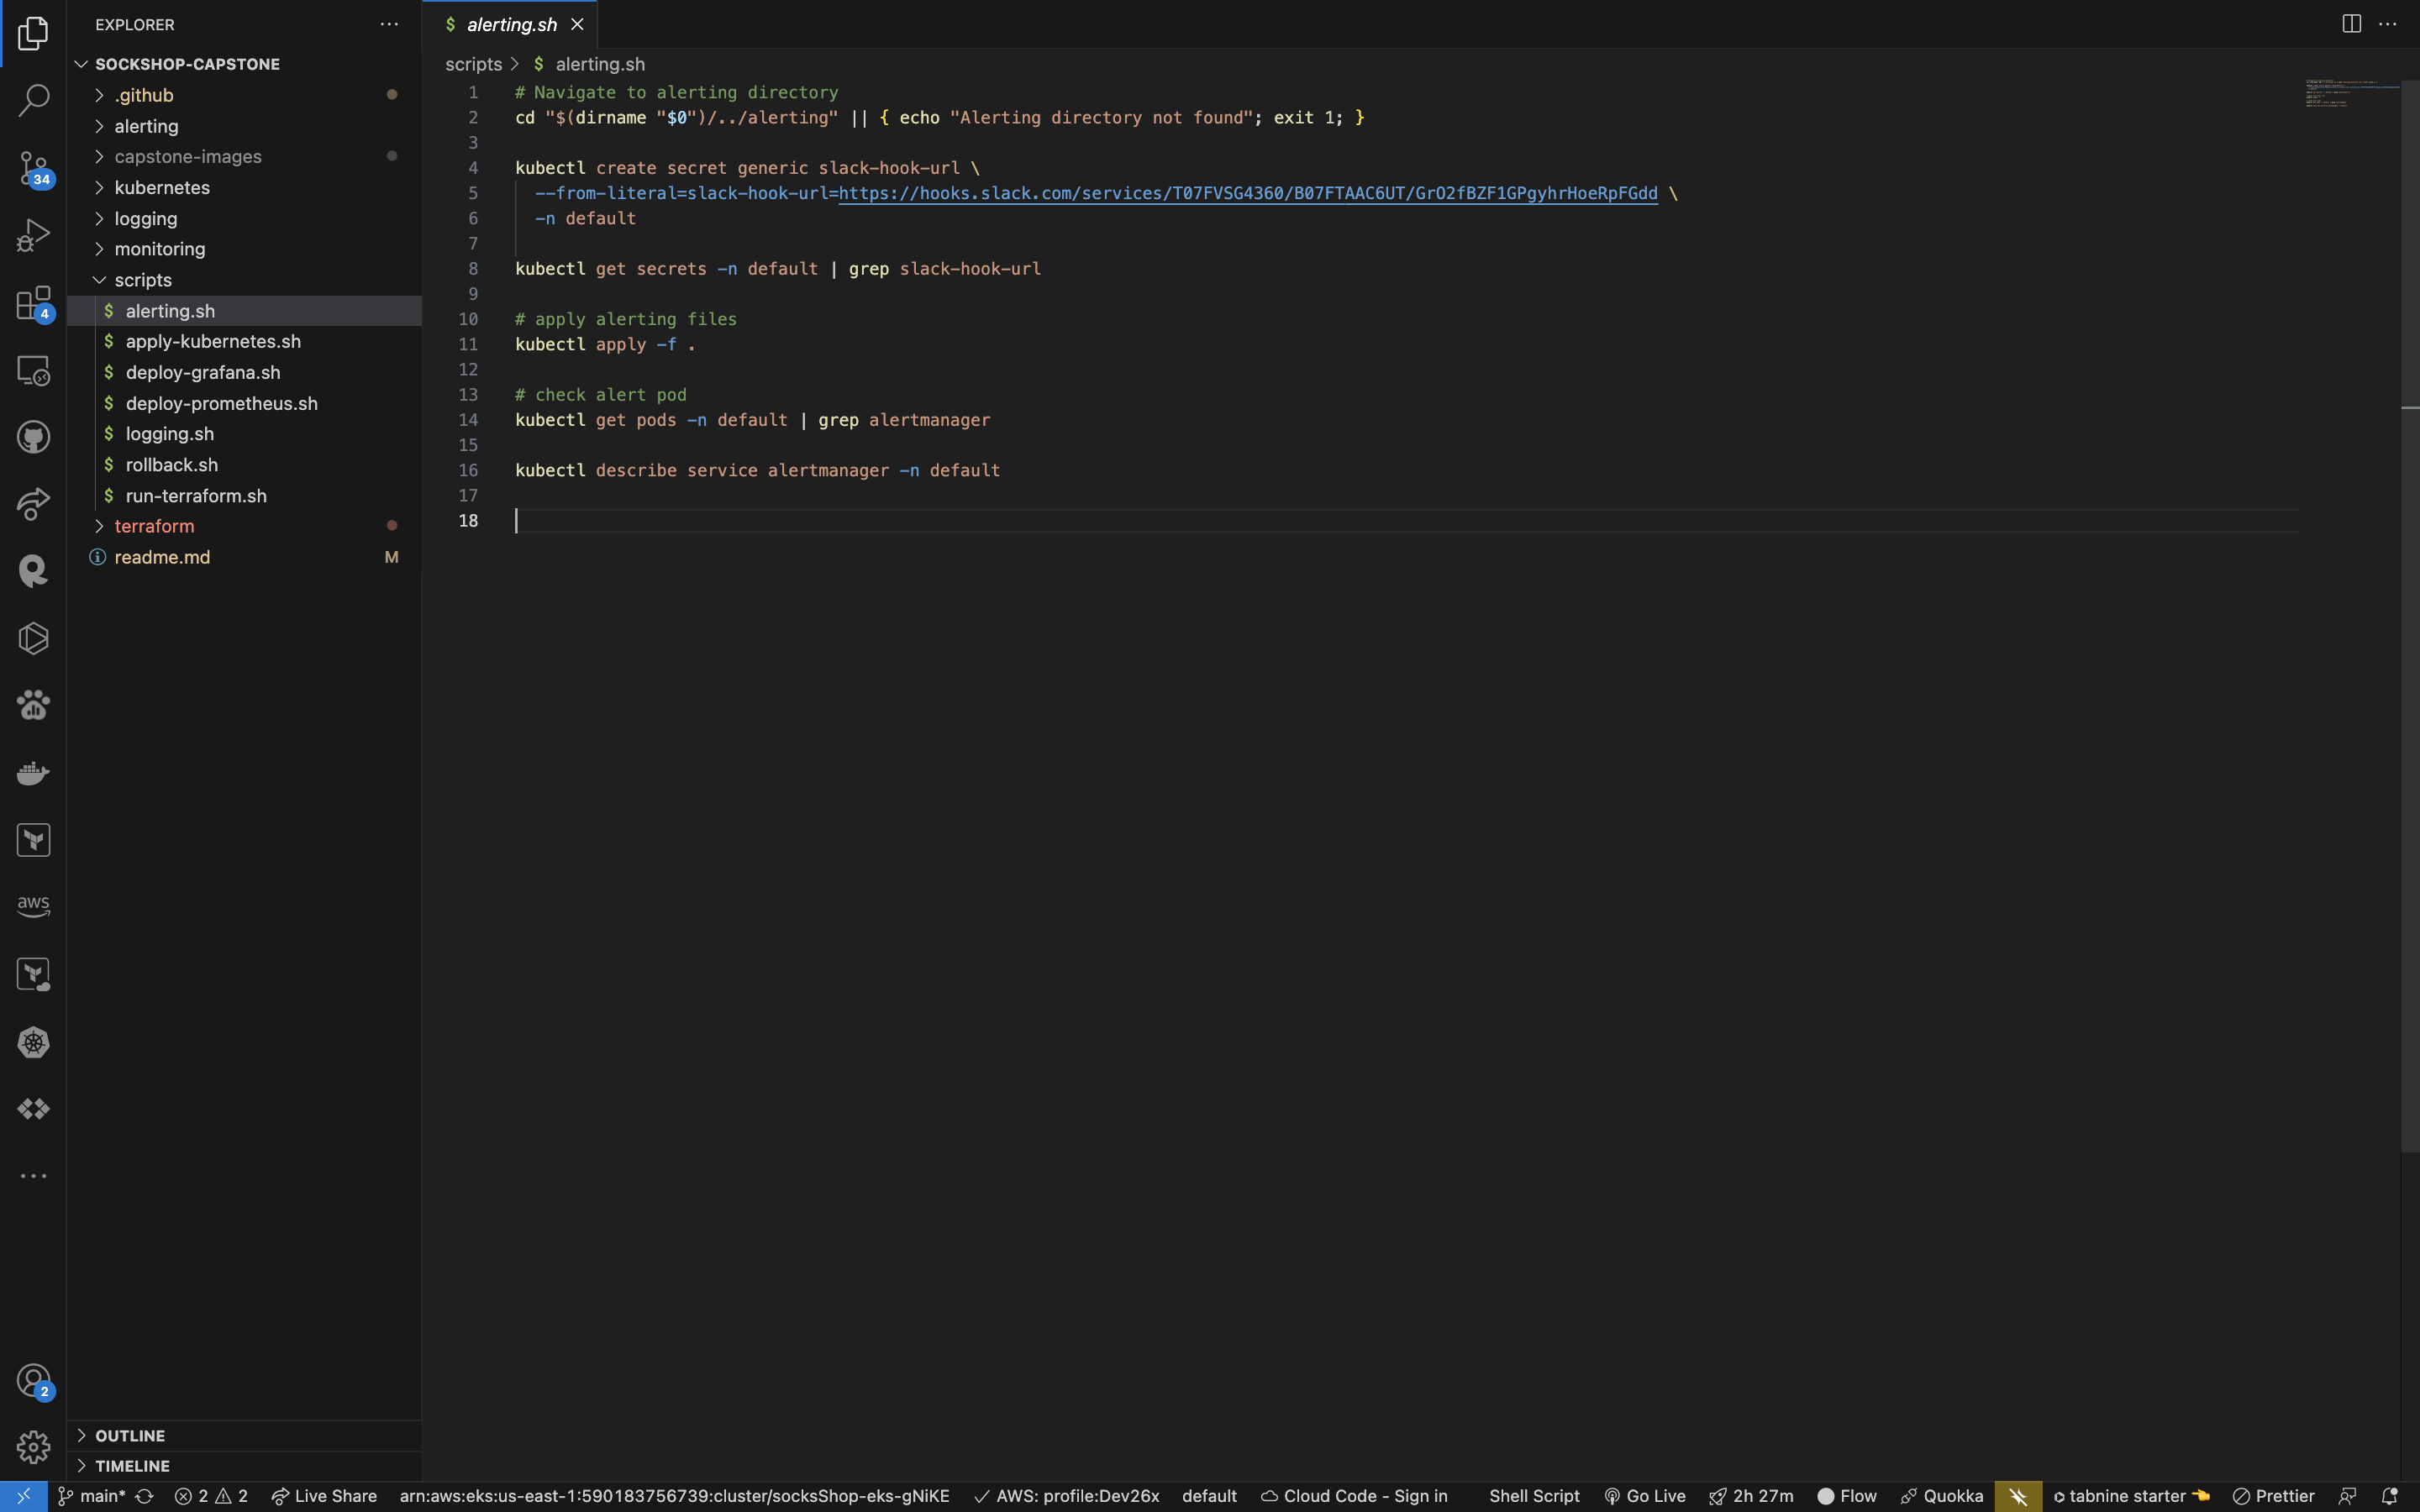 EXPLORER
SOCKSHOP-CAPSTONE
.github
alerting
capstone-images
kubernetes
logging
monitoring
scripts
$ alerting.sh
$ apply-kubernetes.sh
$ deploy-grafana.sh
$ deploy-prometheus.sh
$ logging.sh
$ rollback.sh
$ run-terraform.sh
terraform
readme.md M
OUTLINE
TIMELINE
34
4
aws
2
$ alerting.sh
scripts > $ alerting.sh
1 # Navigate to alerting directory
2 cd "$(dirname "$0")/../alerting" || { echo "Alerting directory not found"; exit 1; }
3
4 kubectl create secret generic slack-hook-url \
5 --from-literal=slack-hook-url=https://hooks.slack.com/services/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 \
6 -n default
7
8 kubectl get secrets -n default | grep slack-hook-url
9
10 # apply alerting files
11 kubectl apply -f .
12
13 # check alert pod
14 kubectl get pods -n default | grep alertmanager
15
16 kubectl describe service alertmanager -n default
17
18
main* 2 2 Live Share arn:aws:eks:us-east-1:590183756739:cluster/socksShop-eks-gNiKE AWS: profile:Dev26x default Cloud Code - Sign in Shell Script Go Live 2h 27m Flow Quokka tabnine starter Prettier